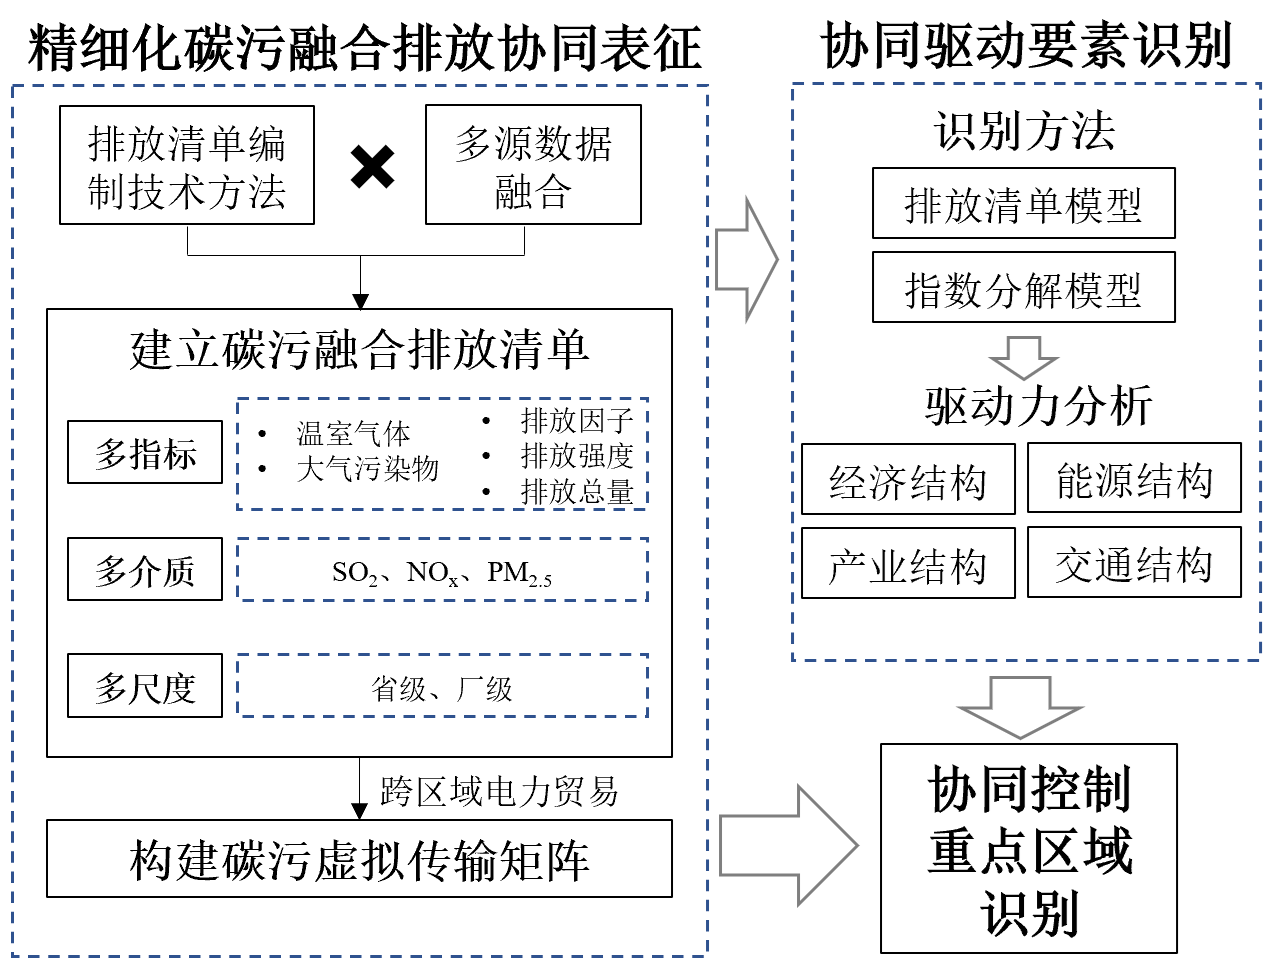 精细化碳污融合排放协同表征
排放清单编
制技术方法
多源数据
融合
建立碳污融合排放清单
多指标
• 温室气体
• 大气污染物
• 排放因子
• 排放强度
• 排放总量
多介质
SO₂、NOₓ、PM₂.₅
多尺度
省级、厂级
跨区域电力贸易
构建碳污虚拟传输矩阵
协同驱动要素识别
识别方法
排放清单模型
指数分解模型
驱动力分析
经济结构
能源结构
产业结构
交通结构
协同控制
重点区域
识别